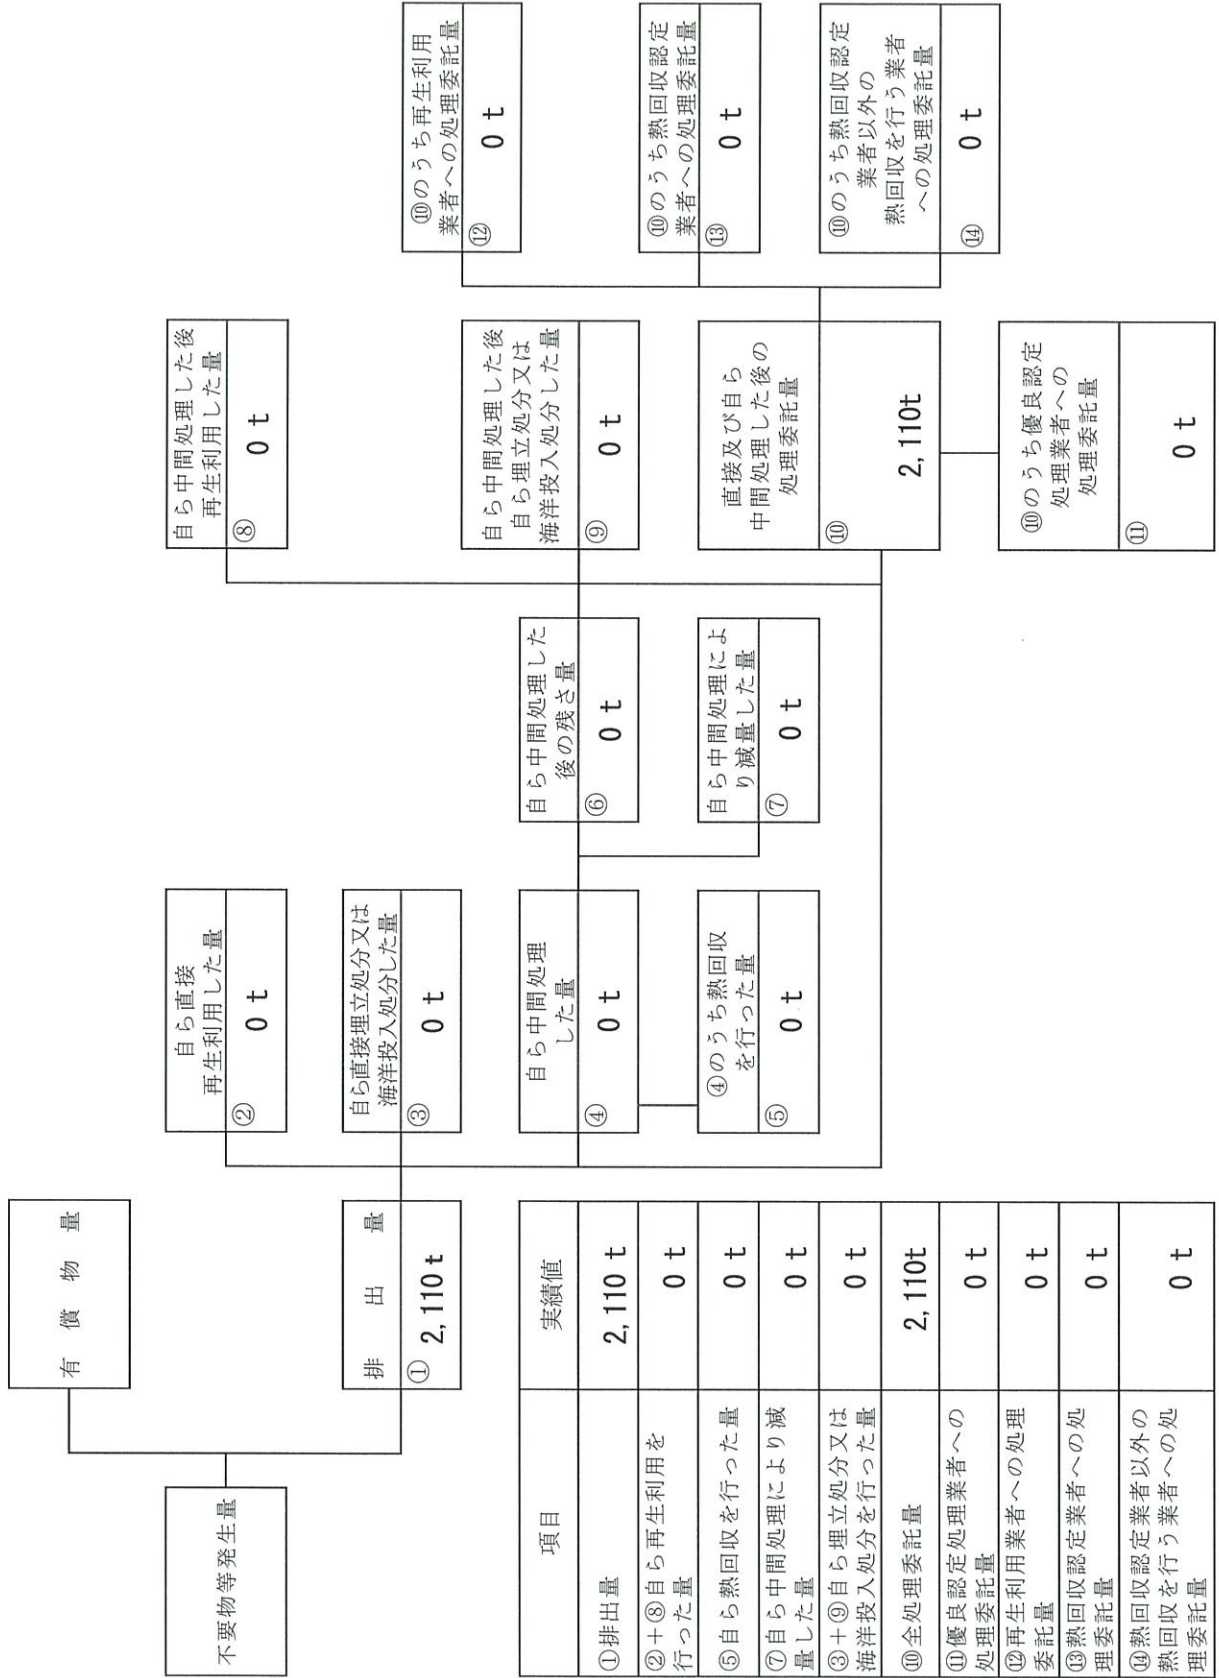 不要物等発生量
有償物量
排出量
① 2,110 t
自ら直接
再生利用した量
② 0 t
自ら直接埋立処分又は
海洋投入処分した量
③ 0 t
自ら中間処理
した量
④ 0 t
④のうち熱回収
を行った量
⑤ 0 t
自ら中間処理した
後の残さ量
⑥ 0 t
自ら中間処理によ
り減量した量
⑦ 0 t
自ら中間処理した後
再生利用した量
⑧ 0 t
自ら中間処理した後
自ら埋立処分又は
海洋投入処分した量
⑨ 0 t
直接及び自ら
中間処理した後の
処理委託量
⑩ 2,110t
⑩のうち優良認定
処理業者への
処理委託量
⑪ 0 t
⑩のうち再生利用
業者への処理委託量
⑫ 0 t
⑩のうち熱回収認定
業者への処理委託量
⑬ 0 t
⑩のうち熱回収認定
業者以外の
熱回収を行う業者
への処理委託量
⑭ 0 t
項目 実績値
①排出量 2,110 t
②+⑧自ら再生利用を
行った量 0 t
⑤自ら熱回収を行った量 0 t
⑦自ら中間処理により減
量した量 0 t
③+⑨自ら埋立処分又は
海洋投入処分を行った量 0 t
⑩全処理委託量 2,110t
⑪優良認定処理業者への
処理委託量 0 t
⑫再生利用業者への処理
委託量 0 t
⑬熱回収認定業者への処
理委託量 0 t
⑭熱回収認定業者以外の
熱回収を行う業者への処
理委託量 0 t